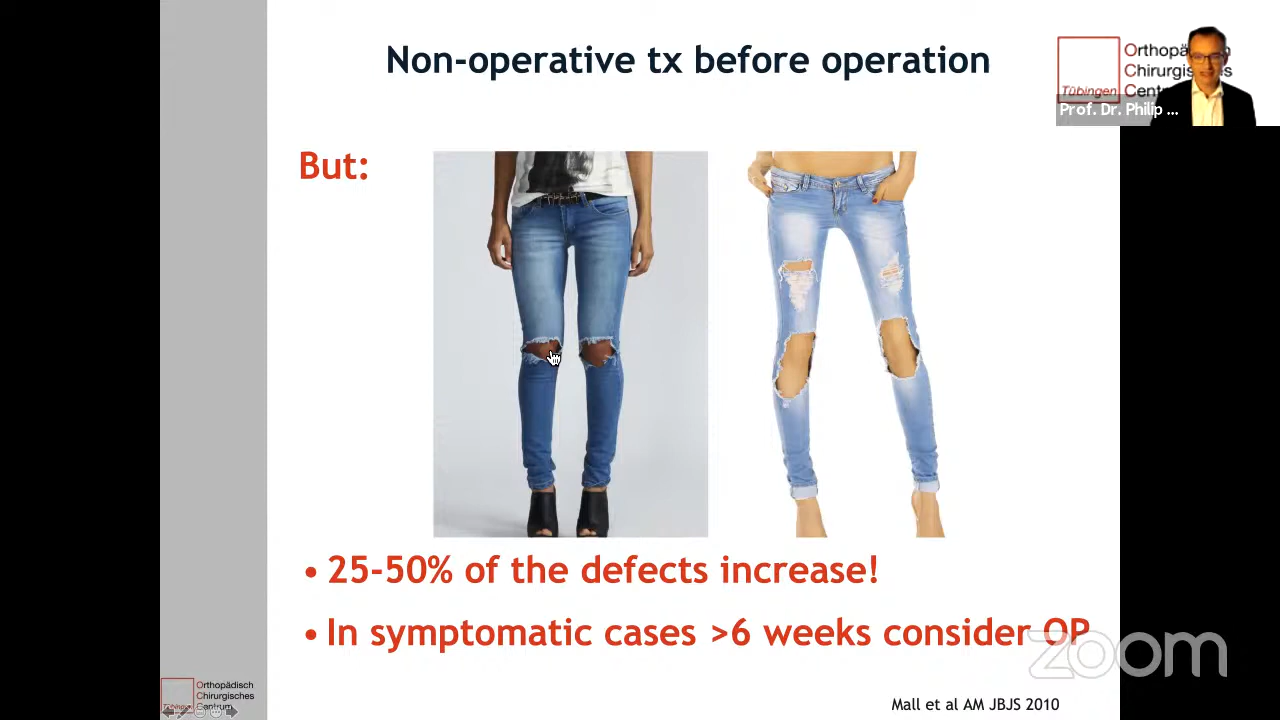 Non-operative tx before operation
Tübingen
Prof. Dr. Philip ...
But:
• 25-50% of the defects increase!
• In symptomatic cases >6 weeks consider OP
zoom
Mall et al AM JBJS 2010
Orthopädisch
Chirurgisches
Centrum
Tübingen